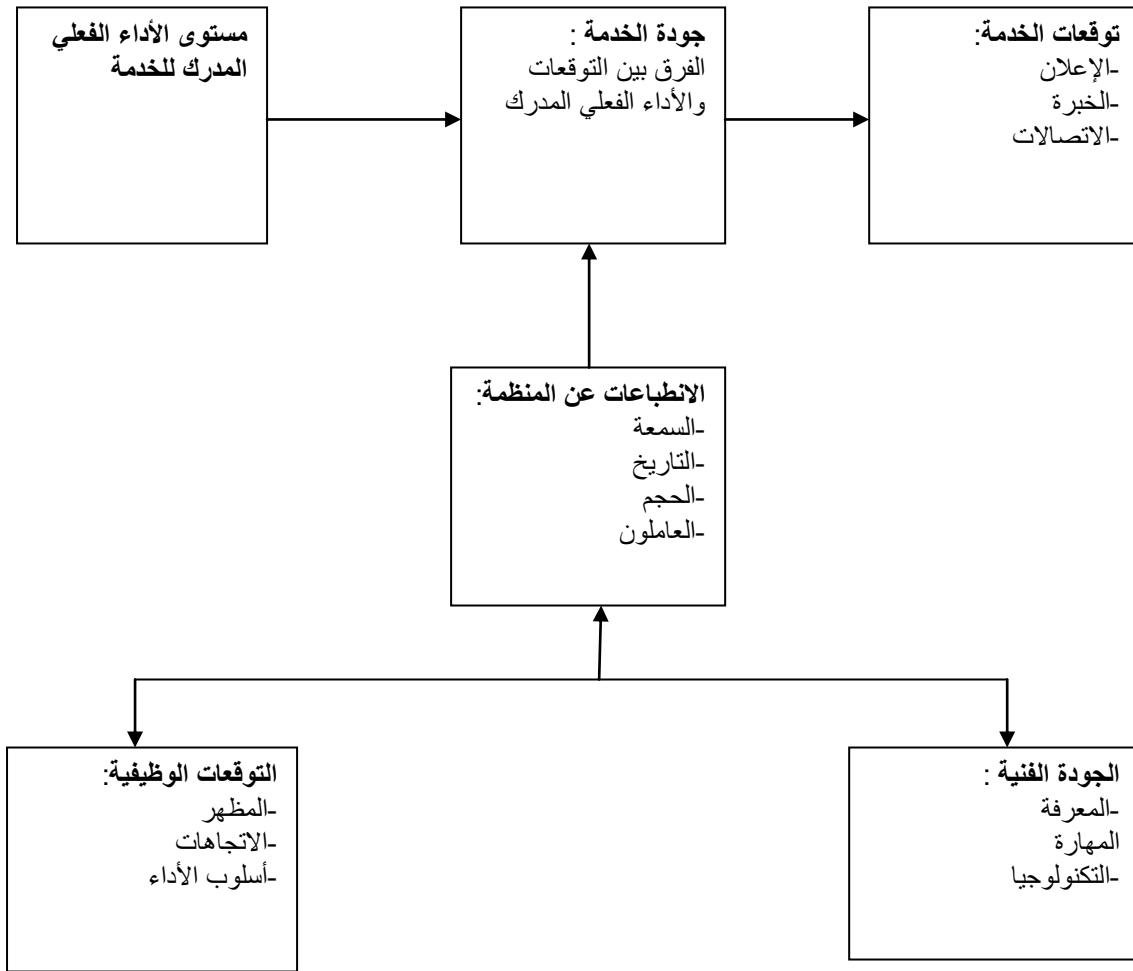 توقعات الخدمة:
-الإعلان
-الخبرة
-الاتصالات
جودة الخدمة :
الفرق بين التوقعات
والأداء الفعلي المدرك
مستوى الأداء الفعلي
المدرك للخدمة
الانطباعات عن المنظمة:
-السمعة
-التاريخ
-الحجم
-العاملون
الجودة الفنية :
-المعرفة
المهارة
-التكنولوجيا
التوقعات الوظيفية:
-المظهر
-الاتجاهات
-أسلوب الأداء